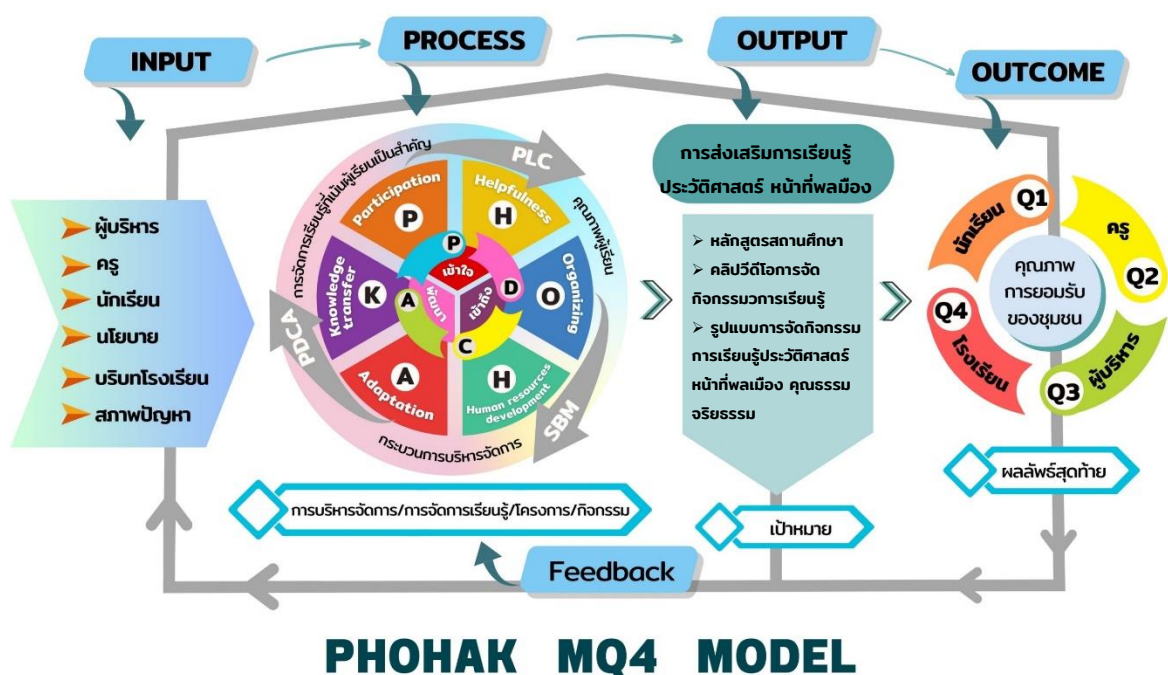 INPUT
PROCESS
OUTPUT
OUTCOME
ผู้บริหาร
ครู
นักเรียน
นโยบาย
บริบทโรงเรียน
สภาพปัญหา
การจัดการเรียนรู้ที่เน้นผู้เรียนเป็นสำคัญ
คุณภาพผู้เรียน
กระบวนการบริหารจัดการ
PLC
SBM
PDCA
Participation
P
Helpfulness
H
Organizing
O
Human resources
development
H
Adaptation
A
Knowledge
transfer
K
P
D
C
A
เข้าใจ
เข้าถึง
พัฒนา
การบริหารจัดการ/การจัดการเรียนรู้/โครงการ/กิจกรรม
การส่งเสริมการเรียนรู้
ประวัติศาสตร์ หน้าที่พลเมือง
➢ หลักสูตรสถานศึกษา
➢ คลิปวีดีโอการจัด
กิจกรรมวการเรียนรู้
➢ รูปแบบการจัดกิจกรรม
การเรียนรู้ประวัติศาสตร์
หน้าที่พลเมือง คุณธรรม
จริยธรรม
เป้าหมาย
นักเรียน Q1
ครู
Q2
ผู้บริหาร
Q3
Q4
โรงเรียน
คุณภาพ
การยอมรับ
ของชุมชน
ผลลัพธ์สุดท้าย
Feedback
PHOHAK MQ4 MODEL